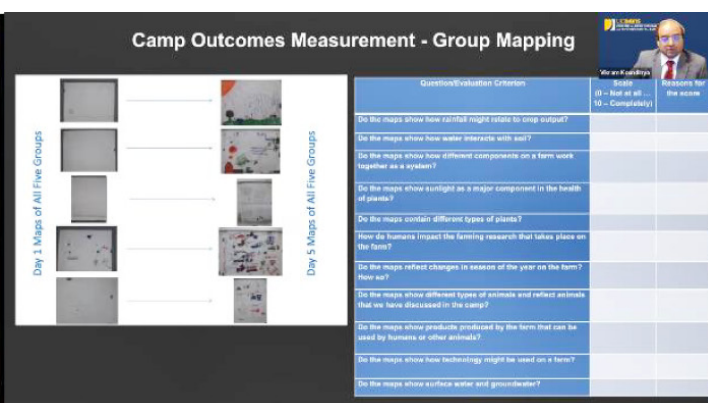 Camp Outcomes Measurement - Group Mapping
Vikram Koundinya
Day 1 Maps of All Five Groups
Day 5 Maps of All Five Groups
Question/Evaluation Criterion
Scale
(0 – Not at all ...
10 – Completely)
Reasons for
the score
Do the maps show how rainfall might relate to crop output?
Do the maps show how water interacts with soil?
Do the maps show how different components on a farm work
together as a system?
Do the maps show sunlight as a major component in the health
of plants?
Do the maps contain different types of plants?
How do humans impact the farming research that takes place on
the farm?
Do the maps reflect changes in season of the year on the farm?
How so?
Do the maps show different types of animals and reflect animals
that we have discussed in the camp?
Do the maps show products produced by the farm that can be
used by humans or other animals?
Do the maps show how technology might be used on a farm?
Do the maps show surface water and groundwater?